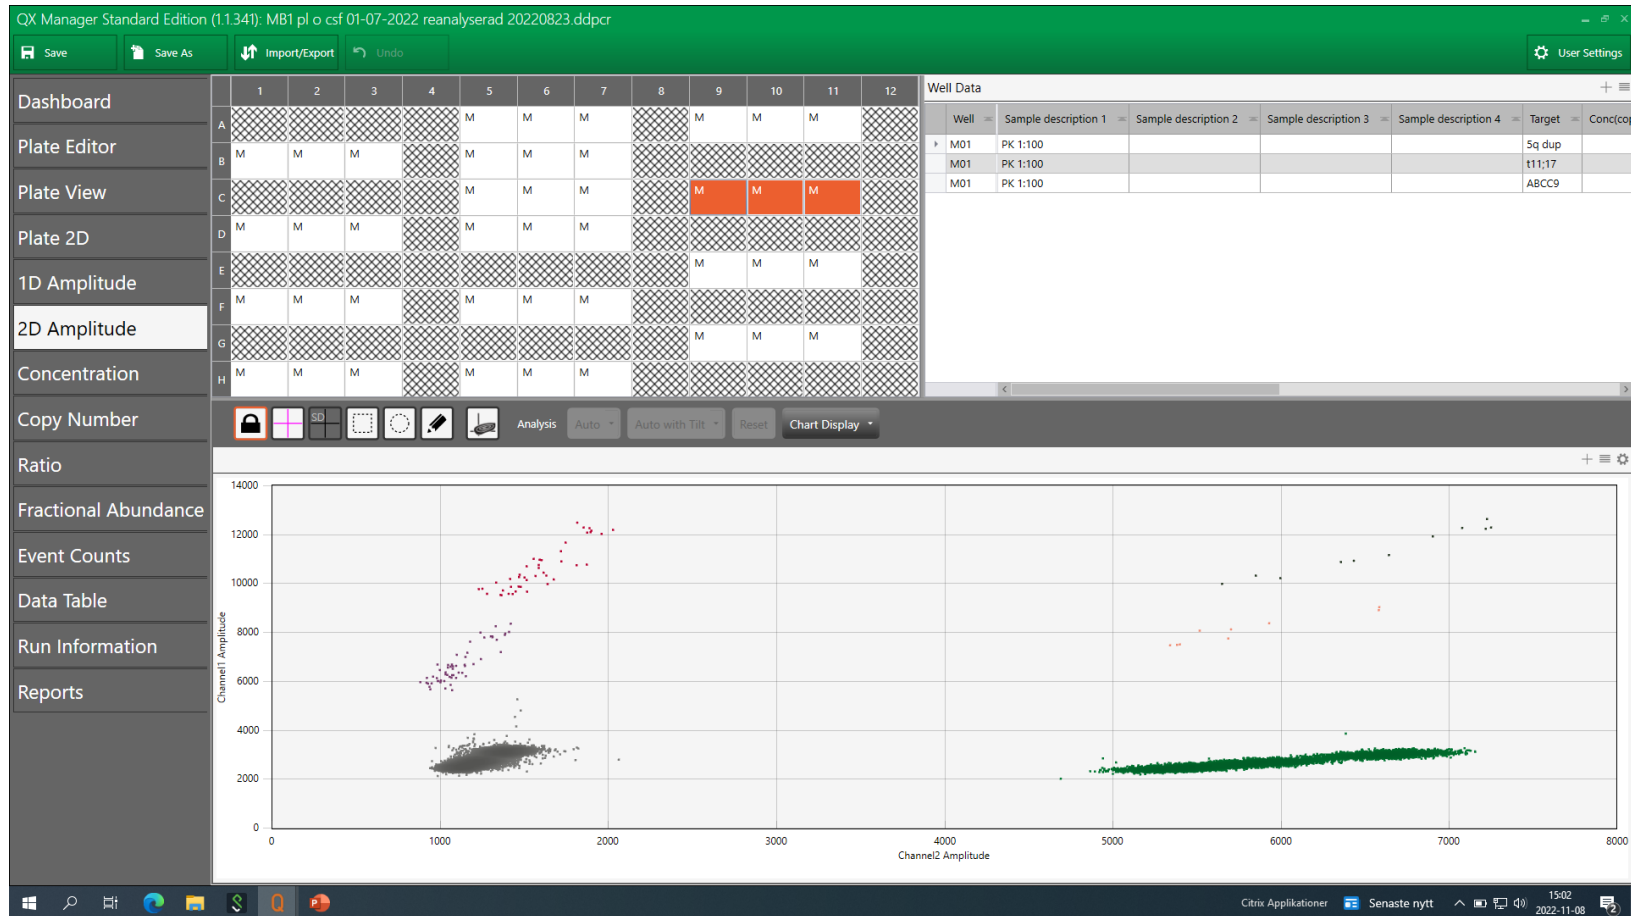 QX Manager Standard Edition (1.1.341): MB1 pl o csf 01-07-2022 reanalyserad 20220823.ddpcr
Save Save As Import/Export Undo User Settings
Dashboard
Plate Editor
Plate View
Plate 2D
1D Amplitude
2D Amplitude
Concentration
Copy Number
Ratio
Fractional Abundance
Event Counts
Data Table
Run Information
Reports
1 2 3 4 5 6 7 8 9 10 11 12
A M M M M M M
B M M M M M M
C M M M M M M
D M M M M M M
E M M M
F M M M M M M
G M M M
H M M M M M M
Well Data
Well Sample description 1 Sample description 2 Sample description 3 Sample description 4 Target Conc(cop
M01 PK 1:100 5q dup
M01 PK 1:100 t11;17
M01 PK 1:100 ABCC9
SD Analysis Auto Auto with Tilt Reset Chart Display
Channel1 Amplitude
14000
12000
10000
8000
6000
4000
2000
0
0 1000 2000 3000 4000 5000 6000 7000 8000
Channel2 Amplitude
Citrix Applikationer Senaste nytt 15:02
2022-11-08 2